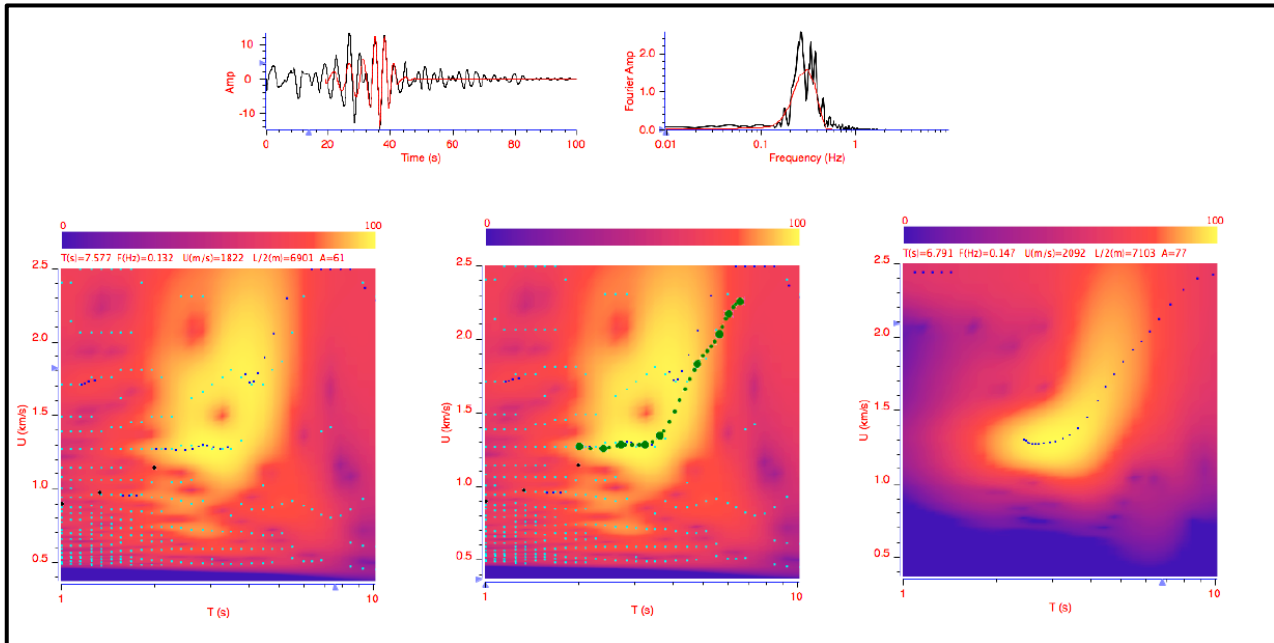 10
0
-10
Amp
0 20 40 60 80 100
Time (s)
2.0
1.0
0.0
Fourier Amp
0.01 0.1 1
Frequency (Hz)
0 100
T(s)=7.577 F(Hz)=0.132 U(m/s)=1822 L/2(m)=6901 A=61
2.5
2.0
1.5
1.0
0.5
U (km/s)
1 10
T (s)
0 100
2.5
2.0
1.5
1.0
0.5
U (km/s)
1 10
T (s)
0 100
T(s)=6.791 F(Hz)=0.147 U(m/s)=2092 L/2(m)=7103 A=77
2.5
2.0
1.5
1.0
0.5
U (km/s)
1 10
T (s)